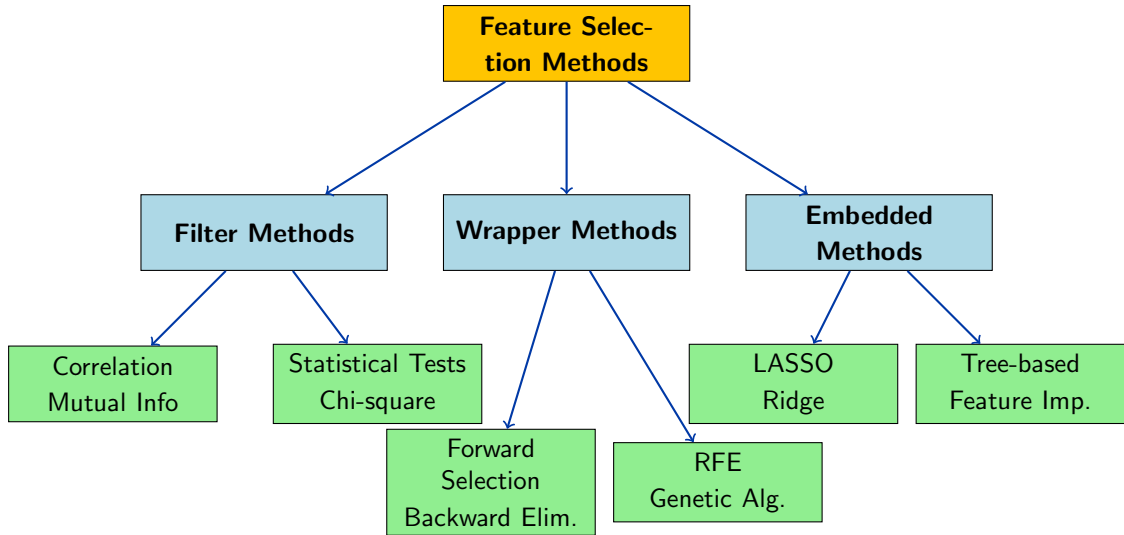 Feature Selec-
tion Methods
Filter Methods
Wrapper Methods
Embedded
Methods
Correlation
Mutual Info
Statistical Tests
Chi-square
LASSO
Ridge
Tree-based
Feature Imp.
Forward
Selection
Backward Elim.
RFE
Genetic Alg.